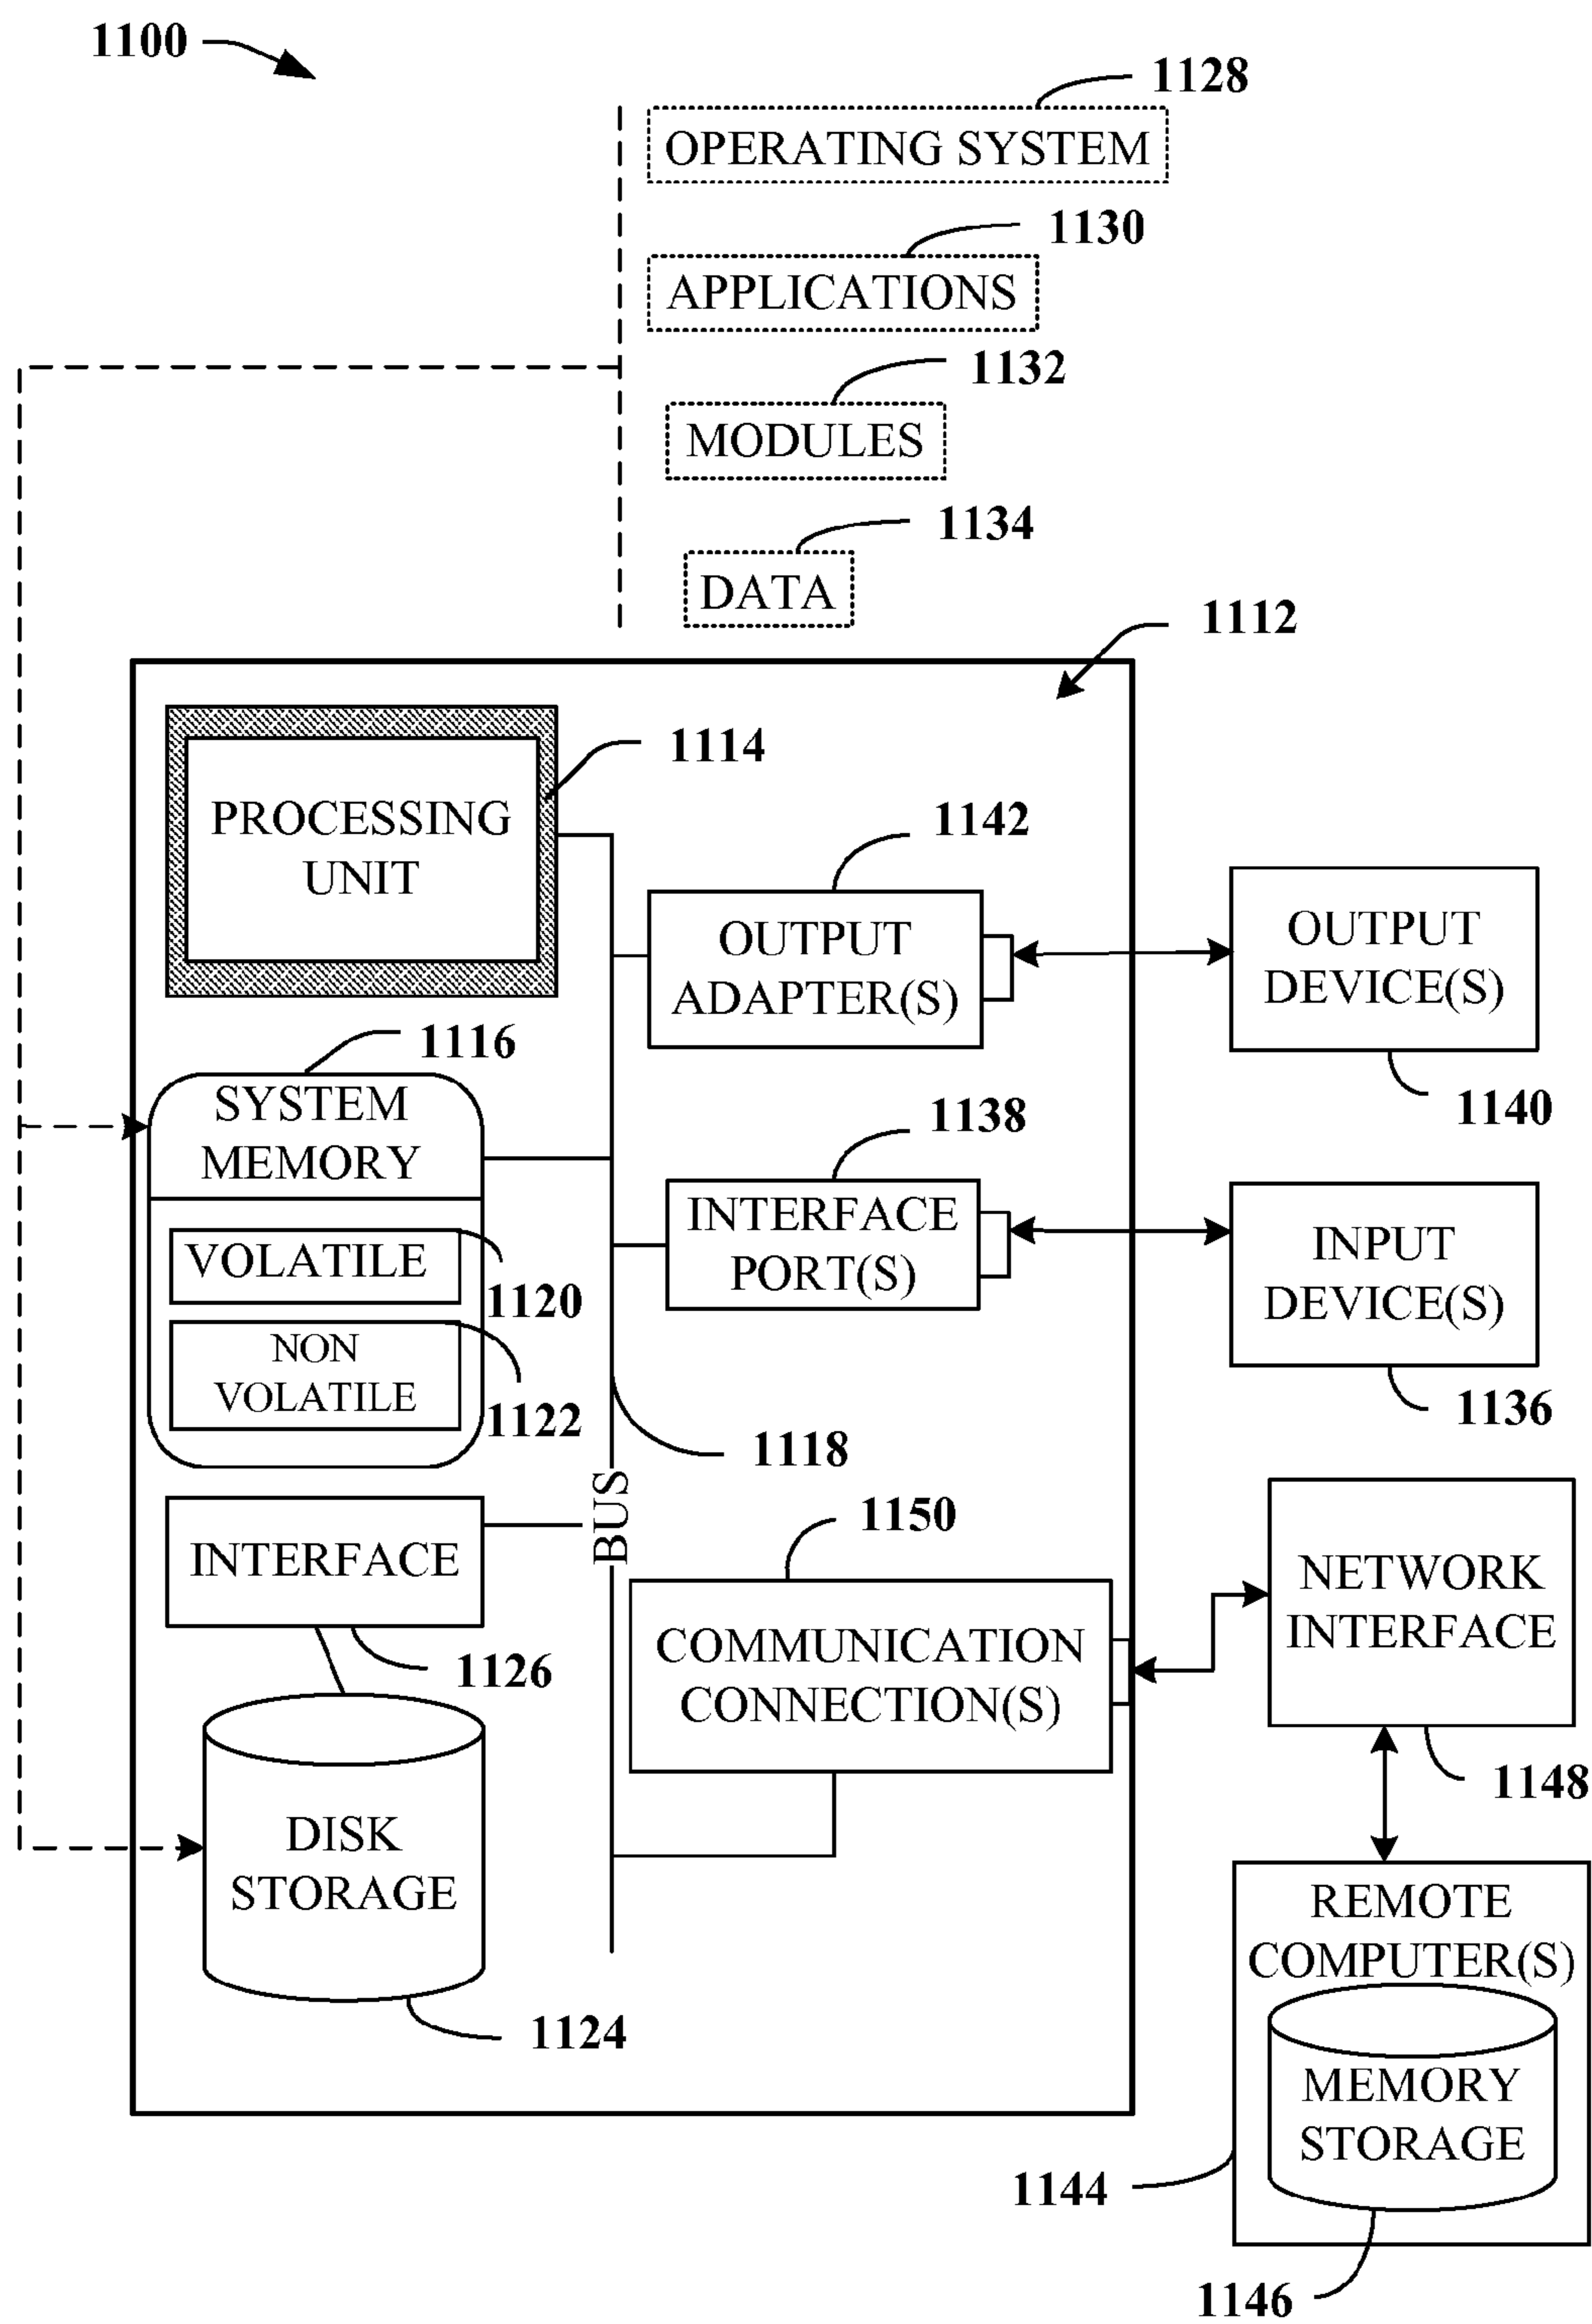 1100
1128
OPERATING SYSTEM
1130
APPLICATIONS
1132
MODULES
1134
DATA
1112
1114
PROCESSING
UNIT
1142
OUTPUT
ADAPTER(S)
OUTPUT
DEVICE(S)
1140
1116
SYSTEM
MEMORY
1138
INTERFACE
PORT(S)
INPUT
DEVICE(S)
1136
VOLATILE
1120
NON
VOLATILE
1122
1118
BUS
INTERFACE
1126
1150
COMMUNICATION
CONNECTION(S)
NETWORK
INTERFACE
1148
DISK
STORAGE
1124
REMOTE
COMPUTER(S)
MEMORY
STORAGE
1144
1146